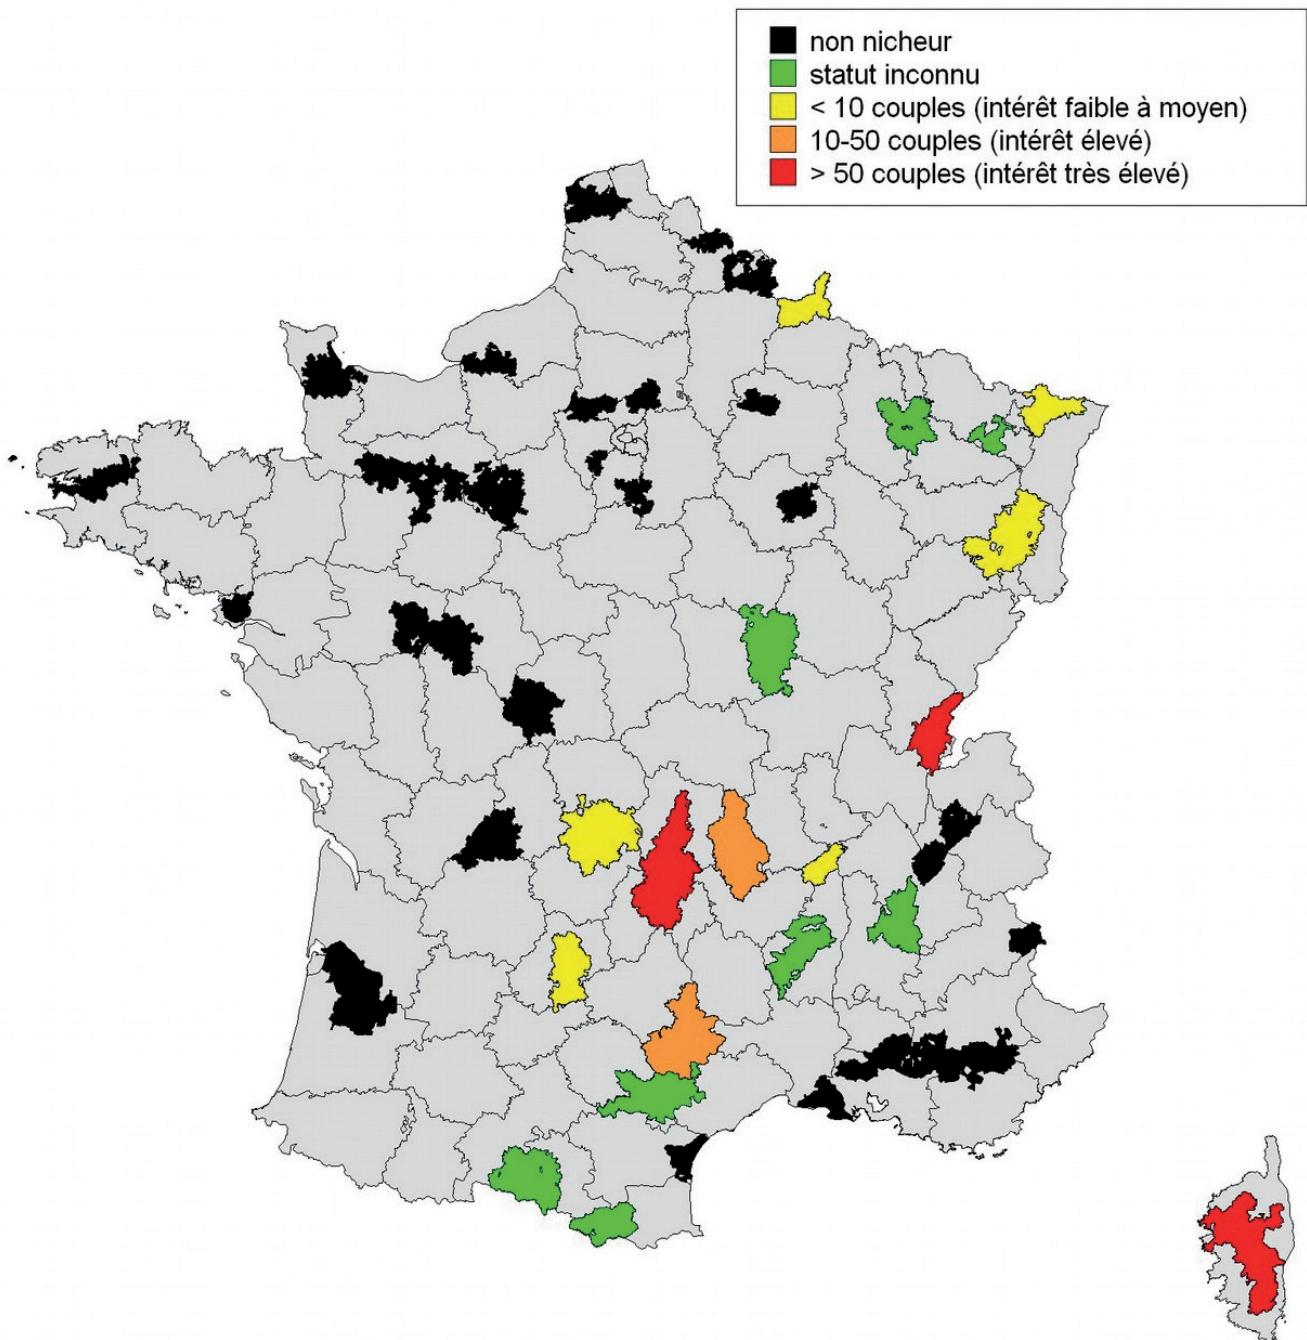 non nicheur
statut inconnu
< 10 couples (intérêt faible à moyen)
10-50 couples (intérêt élevé)
> 50 couples (intérêt très élevé)